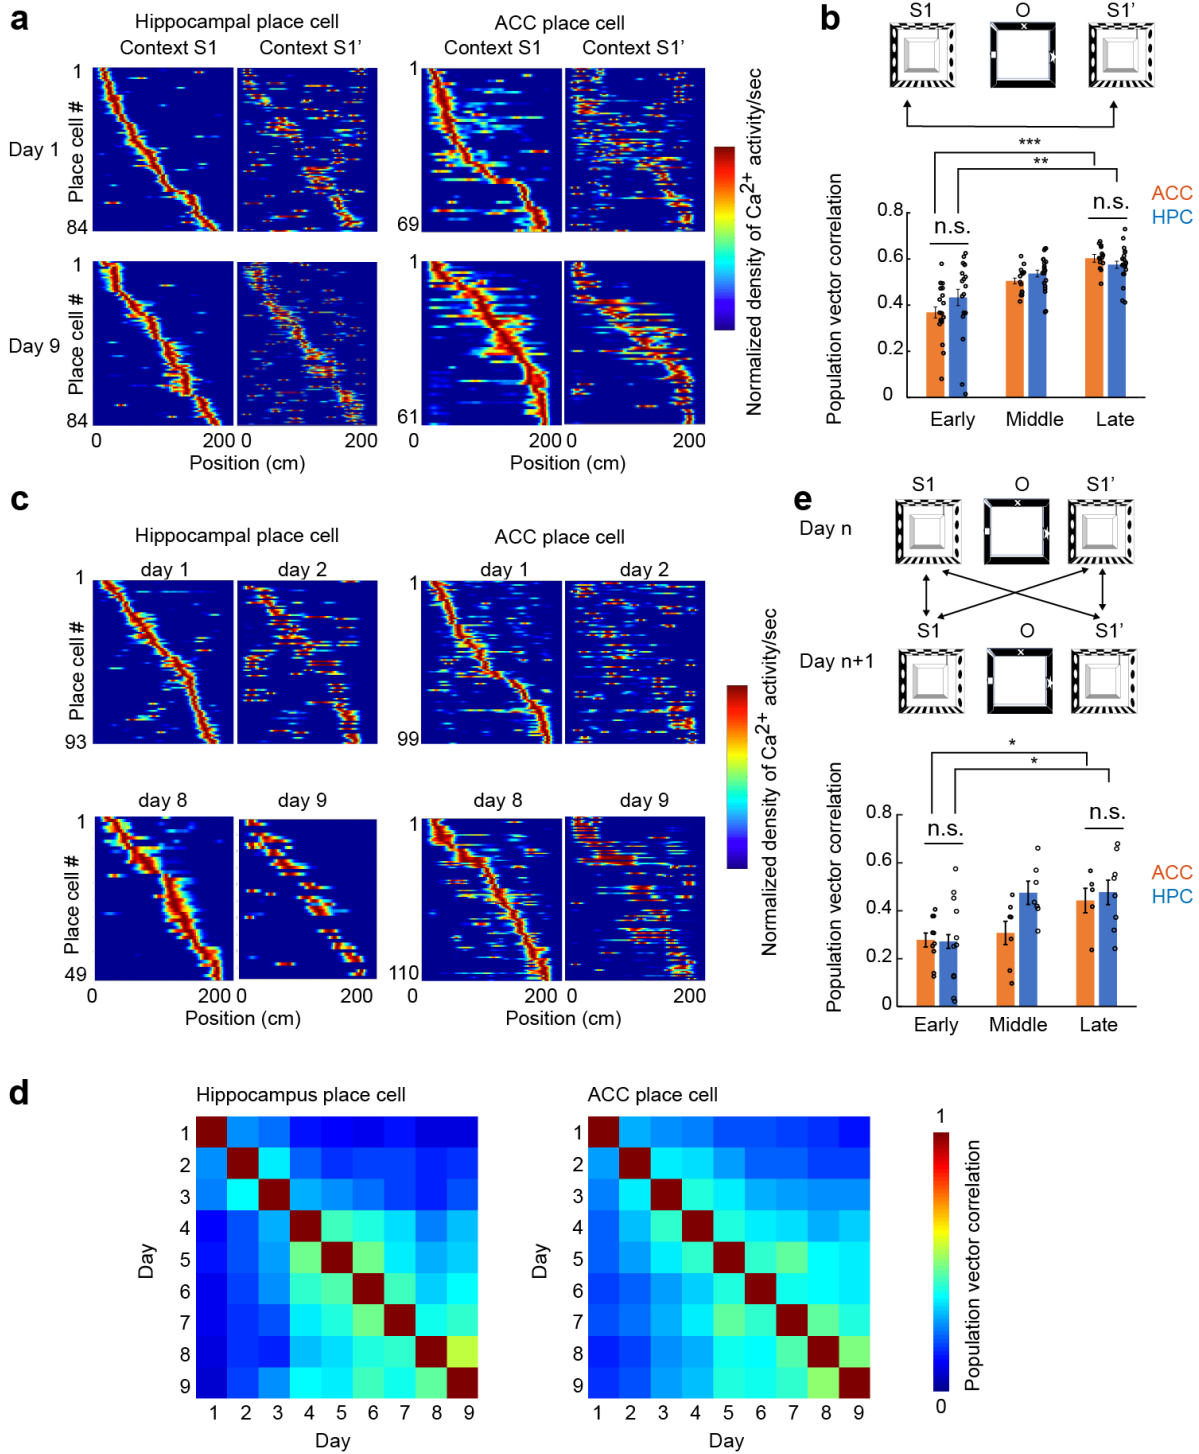 a
Hippocampal place cell
ACC place cell
Context S1
Context S1'
Context S1
Context S1'
Day 1
Place cell #
1
84
1
69
Day 9
Place cell #
1
84
1
61
0
200
0
200
0
200
0
200
Position (cm)
Position (cm)
Normalized density of Ca2+ activity/sec
b
S1
O
S1'
***
**
n.s.
n.s.
ACC
HPC
Population vector correlation
0.8
0.6
0.4
0.2
0
Early
Middle
Late
c
Hippocampal place cell
ACC place cell
day 1
day 2
day 1
day 2
Place cell #
1
93
1
99
day 8
day 9
day 8
day 9
Place cell #
1
49
1
110
0
200
0
200
0
200
0
200
Position (cm)
Position (cm)
Normalized density of Ca2+ activity/sec
e
S1
O
S1'
Day n
S1
O
S1'
Day n+1
*
*
n.s.
n.s.
ACC
HPC
Population vector correlation
0.8
0.6
0.4
0.2
0
Early
Middle
Late
d
Hippocampus place cell
ACC place cell
Day
1
2
3
4
5
6
7
8
9
1 2 3 4 5 6 7 8 9
Day
Day
1
2
3
4
5
6
7
8
9
1 2 3 4 5 6 7 8 9
Day
1
0
Population vector correlation